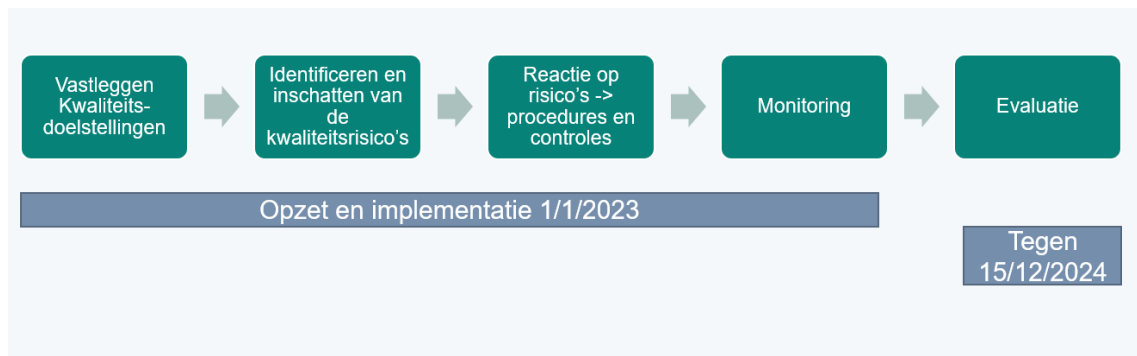 Vastleggen
Kwaliteits-
doelstellingen
Identificeren en
inschatten van
de
kwaliteitsrisico's
Reactie op
risico's ->
procedures en
controles
Monitoring
Evaluatie
Opzet en implementatie 1/1/2023
Tegen
15/12/2024